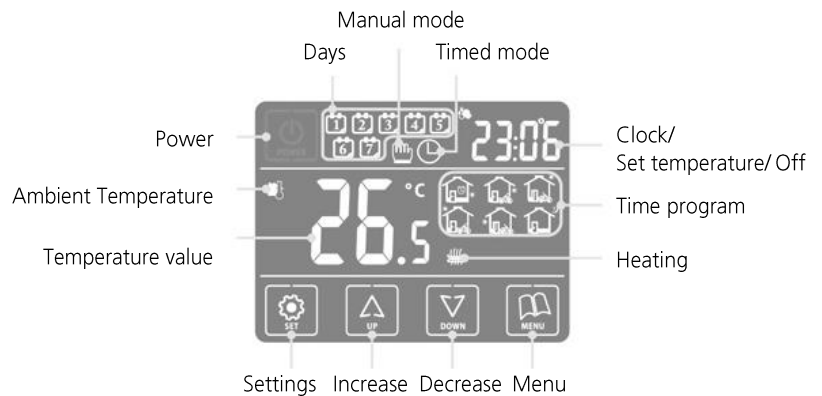 Manual mode
Days
Timed mode
1 2 3 4 5
6 7
23:06
Power
POWER
Clock/
Set temperature/ Off
Ambient Temperature
26.5 °C
Time program
Temperature value
Heating
SET
UP
DOWN
MENU
Settings
Increase
Decrease
Menu